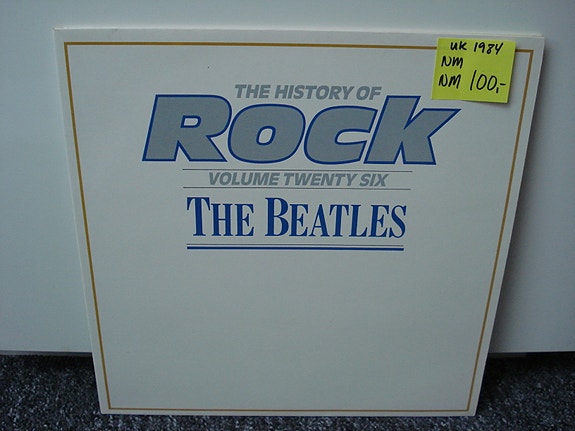 UK 1984
NM
NM 100,-
THE HISTORY OF
ROCK
VOLUME TWENTY SIX
THE BEATLES